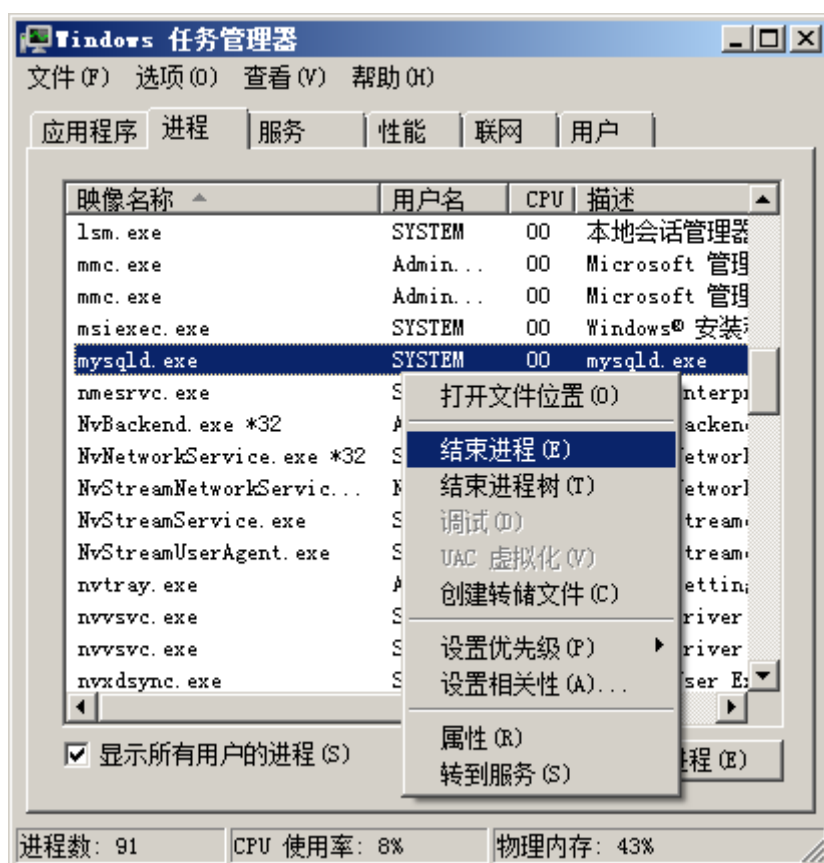 Windows 任务管理器
文件(F) 选项(O) 查看(V) 帮助(H)
应用程序 进程 服务 性能 联网 用户
映像名称 用户名 CPU 描述
lsm.exe SYSTEM 00 本地会话管理器
mmc.exe Admin... 00 Microsoft 管理
mmc.exe Admin... 00 Microsoft 管理
msiexec.exe SYSTEM 00 Windows® 安装
mysqld.exe SYSTEM 00 mysqld.exe
nmesrvc.exe S
NvBackend.exe *32 A
NvNetworkService.exe *32 S
NvStreamNetworkServic... N
NvStreamService.exe S
NvStreamUserAgent.exe S
nvtray.exe A
nvvsvc.exe S river
nvvsvc.exe S river
nvxdsync.exe S ser
打开文件位置(O)
结束进程(E)
结束进程树(T)
调试(D)
UAC 虚拟化(V)
创建转储文件(C)
设置优先级(P)
设置相关性(A)...
属性(R)
转到服务(S)
显示所有用户的进程(S) 进程(E)
进程数: 91 CPU 使用率: 8% 物理内存: 43%